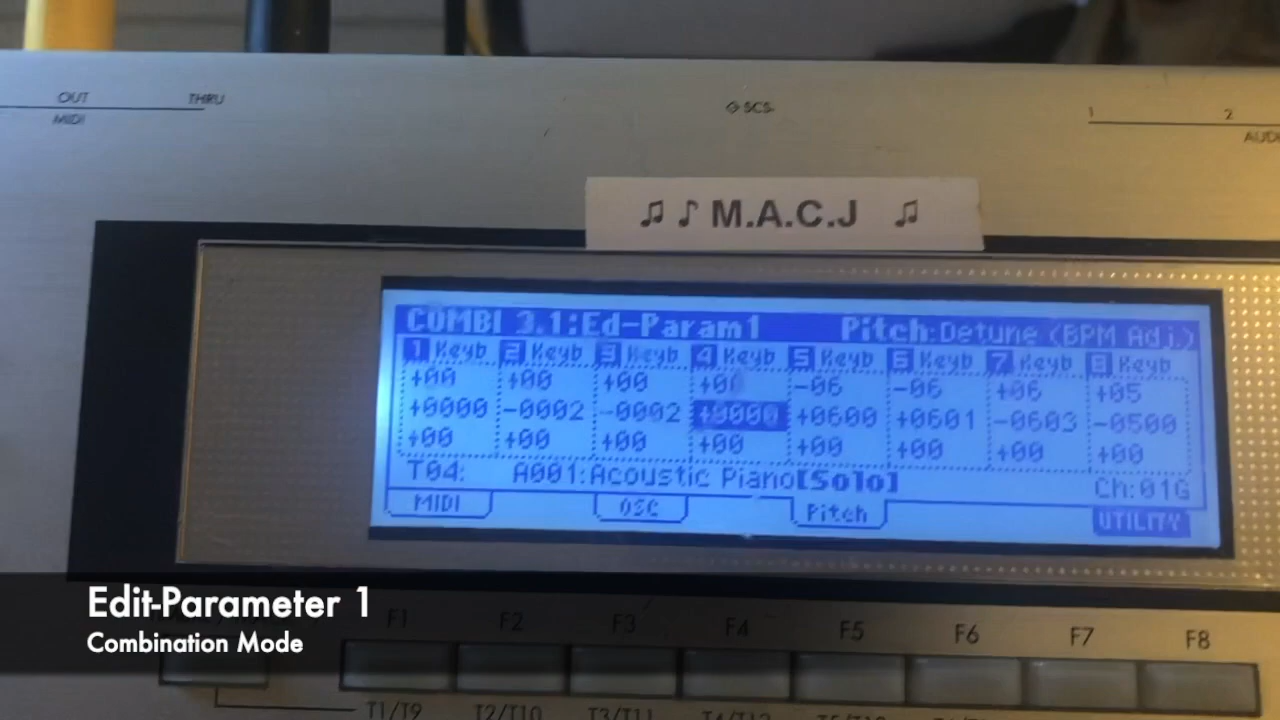 OUT THRU
MIDI
SCS
1 2
♫ ♪ M.A.C.J ♫
COMBI 3.1:Ed-Param1 Pitch:Detune (BPM Adj.)
1 Keyb 2 Keyb 3 Keyb 4 Keyb 5 Keyb 6 Keyb 7 Keyb 8 Keyb
+00 +00 +00 +00 -06 -06 +06 +05
+0000 -0002 -0002 +0000 +0600 +0601 -0603 -0500
+00 +00 +00 +00 +00 +00 +00 +00
T04: A001:Acoustic Piano[Solo] Ch:01G
MIDI OSC Pitch UTILITY
Edit-Parameter 1
Combination Mode
F1 F2 F3 F4 F5 F6 F7 F8
T1/T9 T2/T10 T3/T11